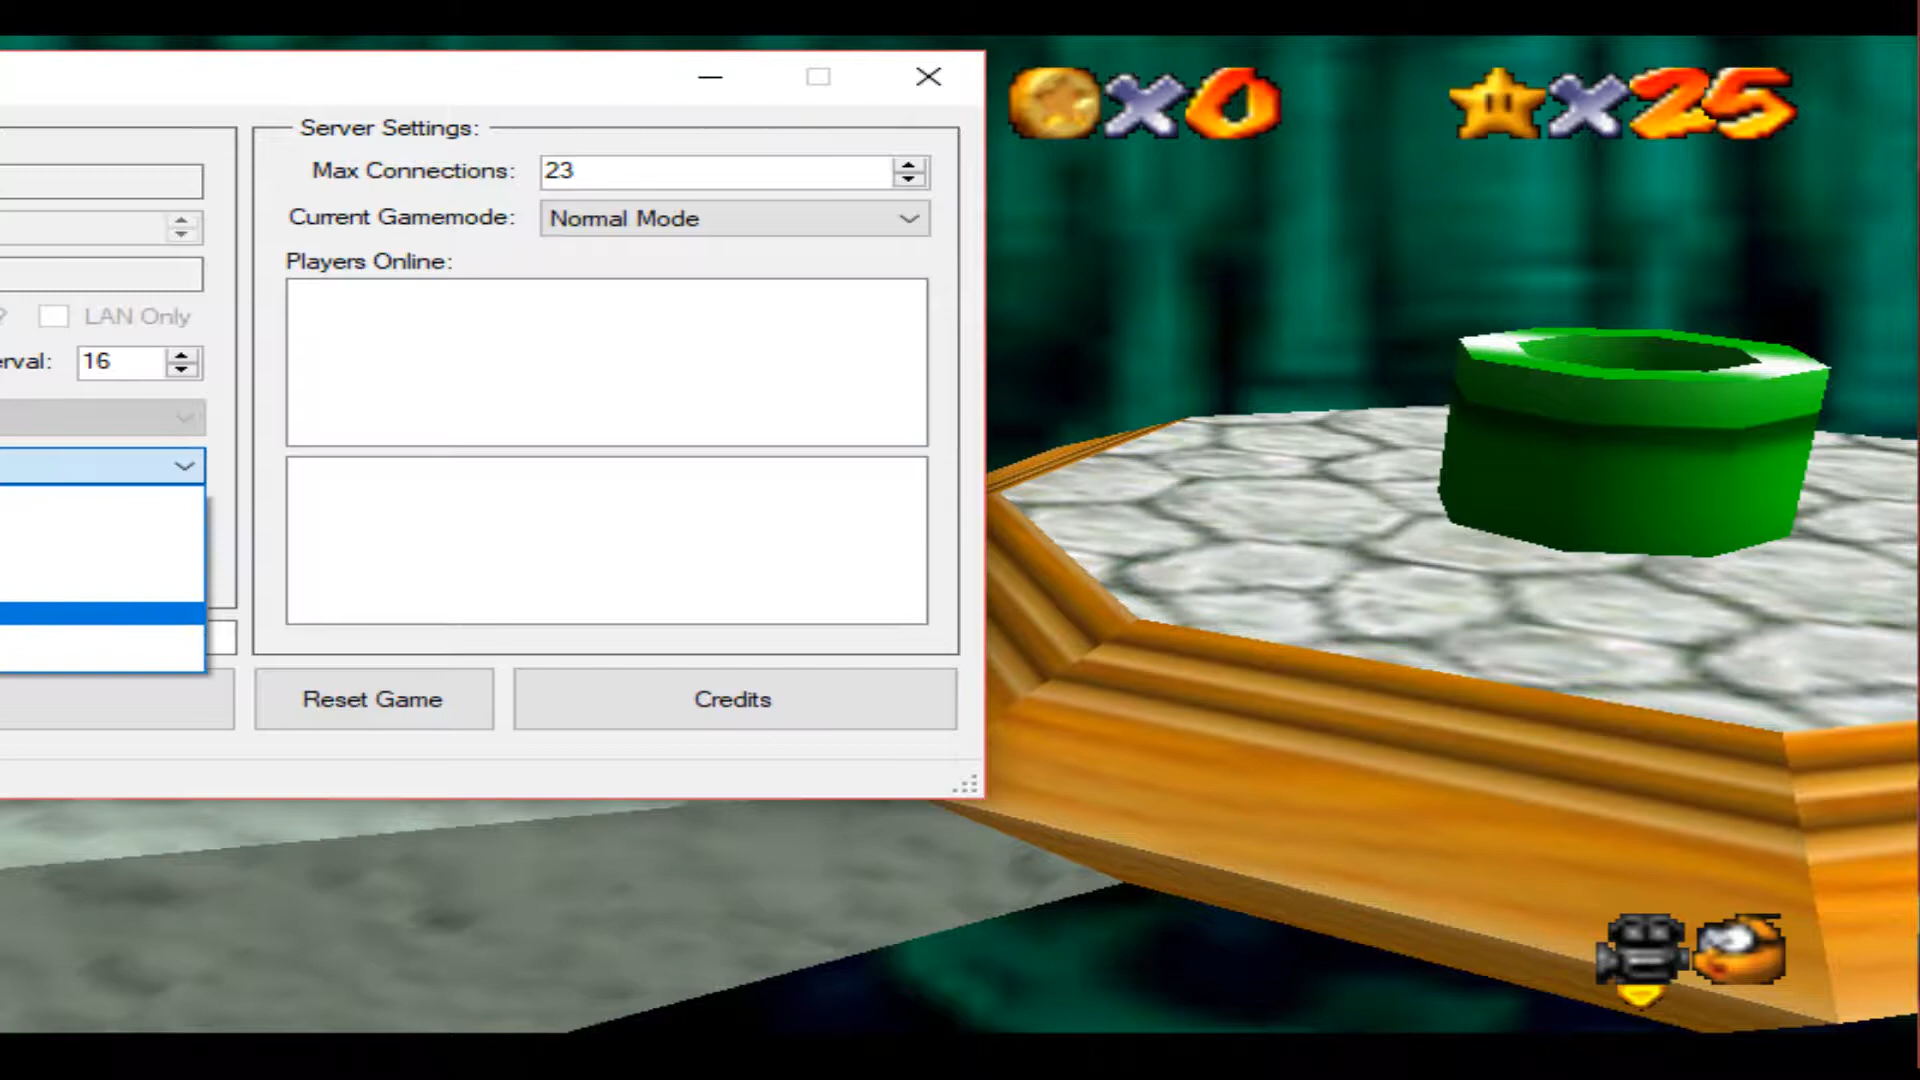 ×0 ×25
Server Settings:
Max Connections: 23
Current Gamemode: Normal Mode
Players Online:
? LAN Only
erval: 16
Reset Game
Credits